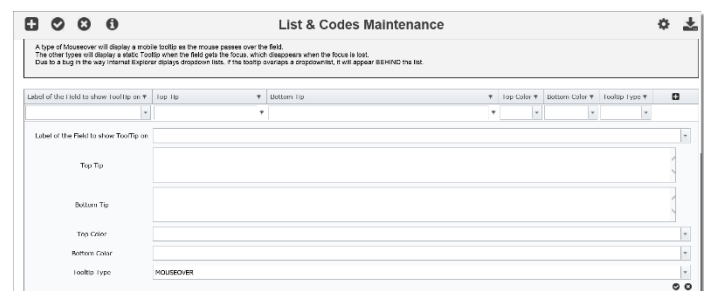 List & Codes Maintenance
A type of Mouseover will display a mobile tooltip as the mouse passes over the field.
The other types will display a static Tooltip when the field gets the focus, which disappears when the focus is lost.
Due to a bug in the way Internet Explorer diplays dropdown lists, if the tooltip overlaps a dropdownlist, it will appear BEHIND the list.
Label of the Field to show ToolTip on Top Tip Bottom Tip Top Color Bottom Color Tooltip Type
Label of the Field to show ToolTip on
Top Tip
Bottom Tip
Top Color
Bottom Color
Tooltip Type MOUSEOVER